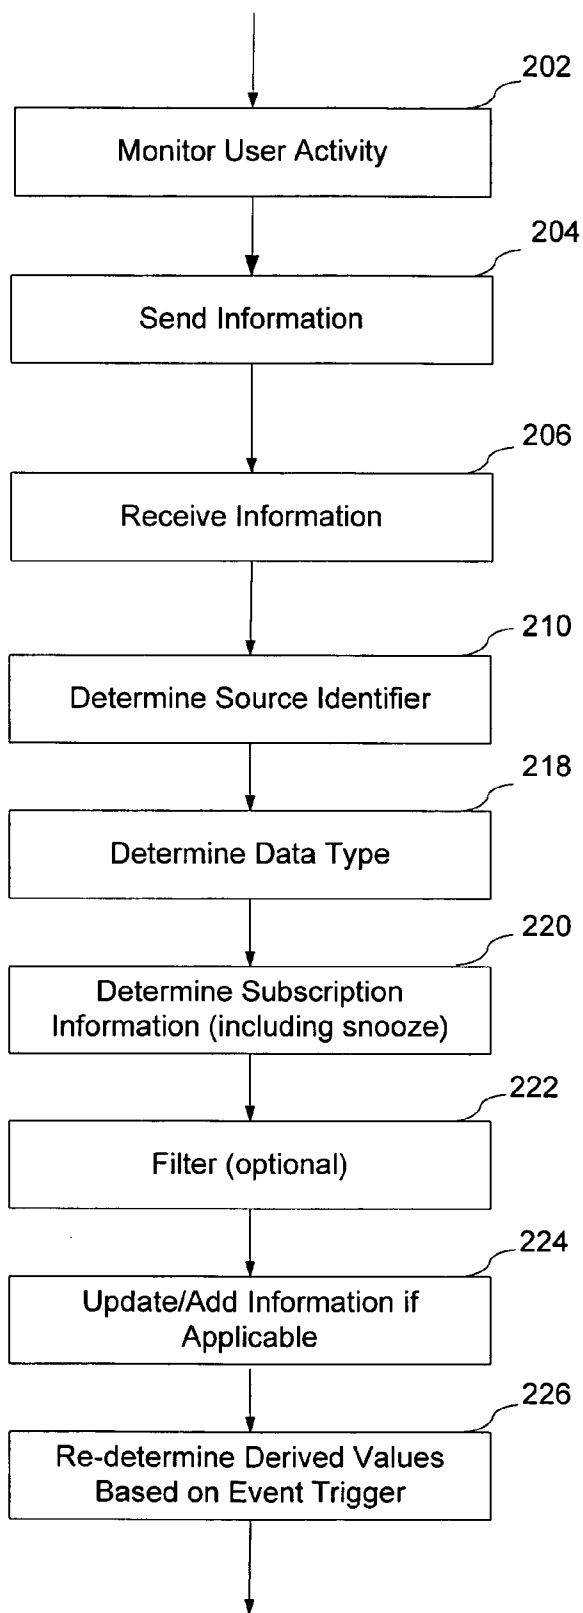 202
Monitor User Activity
204
Send Information
206
Receive Information
210
Determine Source Identifier
218
Determine Data Type
220
Determine Subscription
Information (including snooze)
222
Filter (optional)
224
Update/Add Information if
Applicable
226
Re-determine Derived Values
Based on Event Trigger